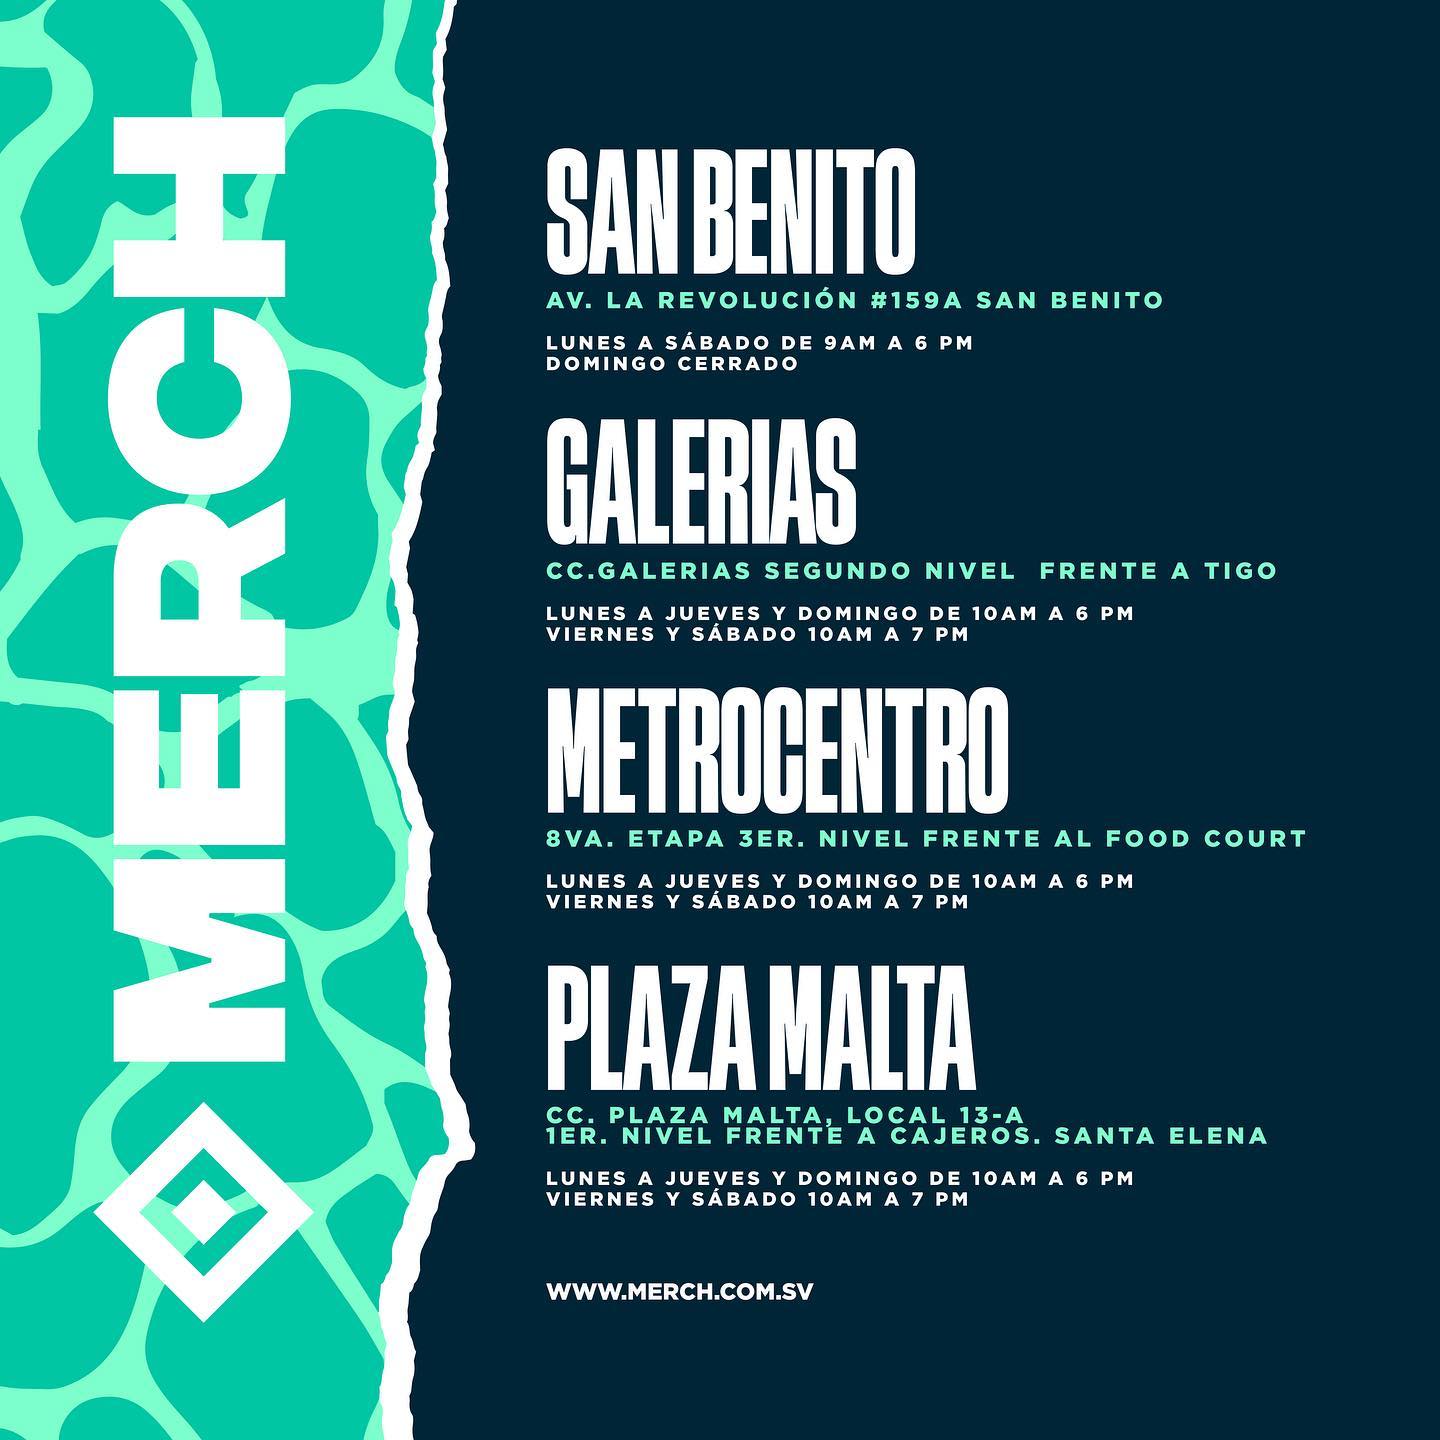 MERCH
SAN BENITO
AV. LA REVOLUCIÓN #159A SAN BENITO
LUNES A SÁBADO DE 9AM A 6 PM
DOMINGO CERRADO
GALERIAS
CC.GALERIAS SEGUNDO NIVEL FRENTE A TIGO
LUNES A JUEVES Y DOMINGO DE 10AM A 6 PM
VIERNES Y SÁBADO 10AM A 7 PM
METROCENTRO
8VA. ETAPA 3ER. NIVEL FRENTE AL FOOD COURT
LUNES A JUEVES Y DOMINGO DE 10AM A 6 PM
VIERNES Y SÁBADO 10AM A 7 PM
PLAZA MALTA
CC. PLAZA MALTA, LOCAL 13-A
1ER. NIVEL FRENTE A CAJEROS. SANTA ELENA
LUNES A JUEVES Y DOMINGO DE 10AM A 6 PM
VIERNES Y SÁBADO 10AM A 7 PM
WWW.MERCH.COM.SV